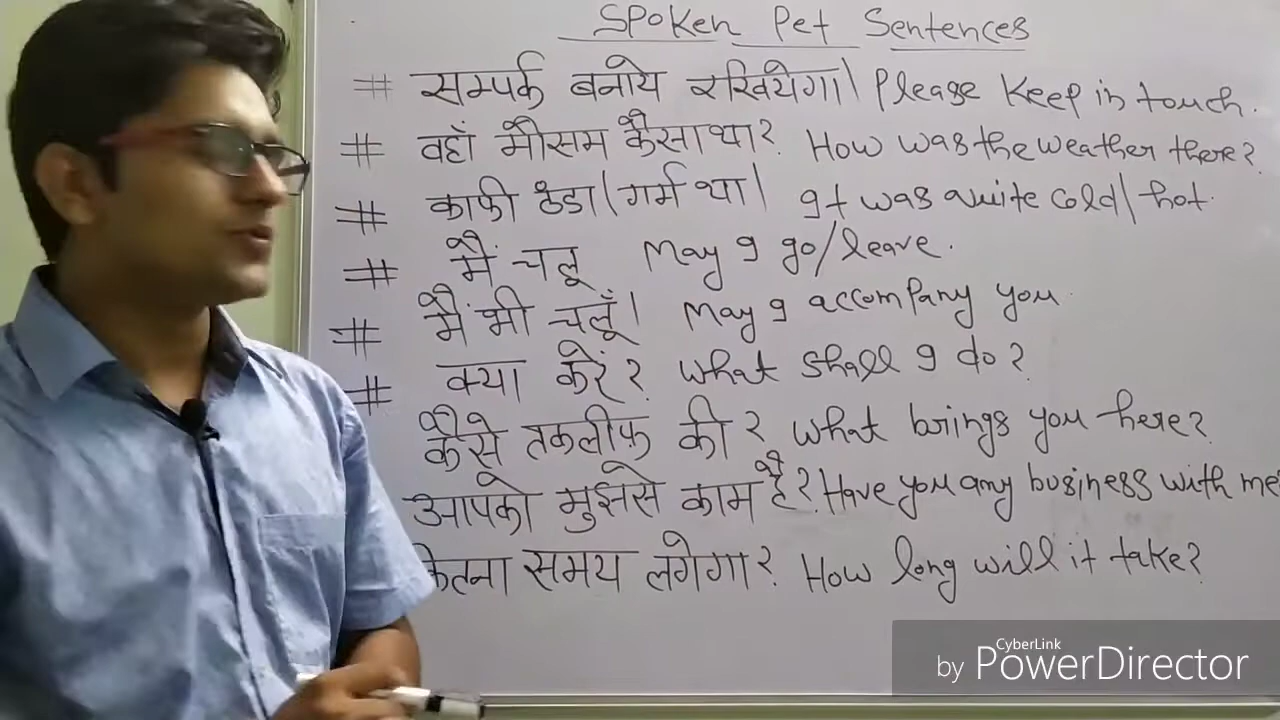 Spoken Pet Sentences
# सम्पर्क बनाये रखियेगा। Please Keep in touch.
# वहाँ मौसम कैसा था? How was the weather there?
# काफी ठंडा/गर्म था। It was quite cold/hot.
# मैं चलू May I go/leave.
# मैं भी चलूँ। May I accompany you.
# क्या करें? What shall I do?
कैसे तकलीफ की? What brings you here?
आपको मुझसे काम है? Have you any business with me?
कितना समय लगेगा? How long will it take?
by CyberLink PowerDirector